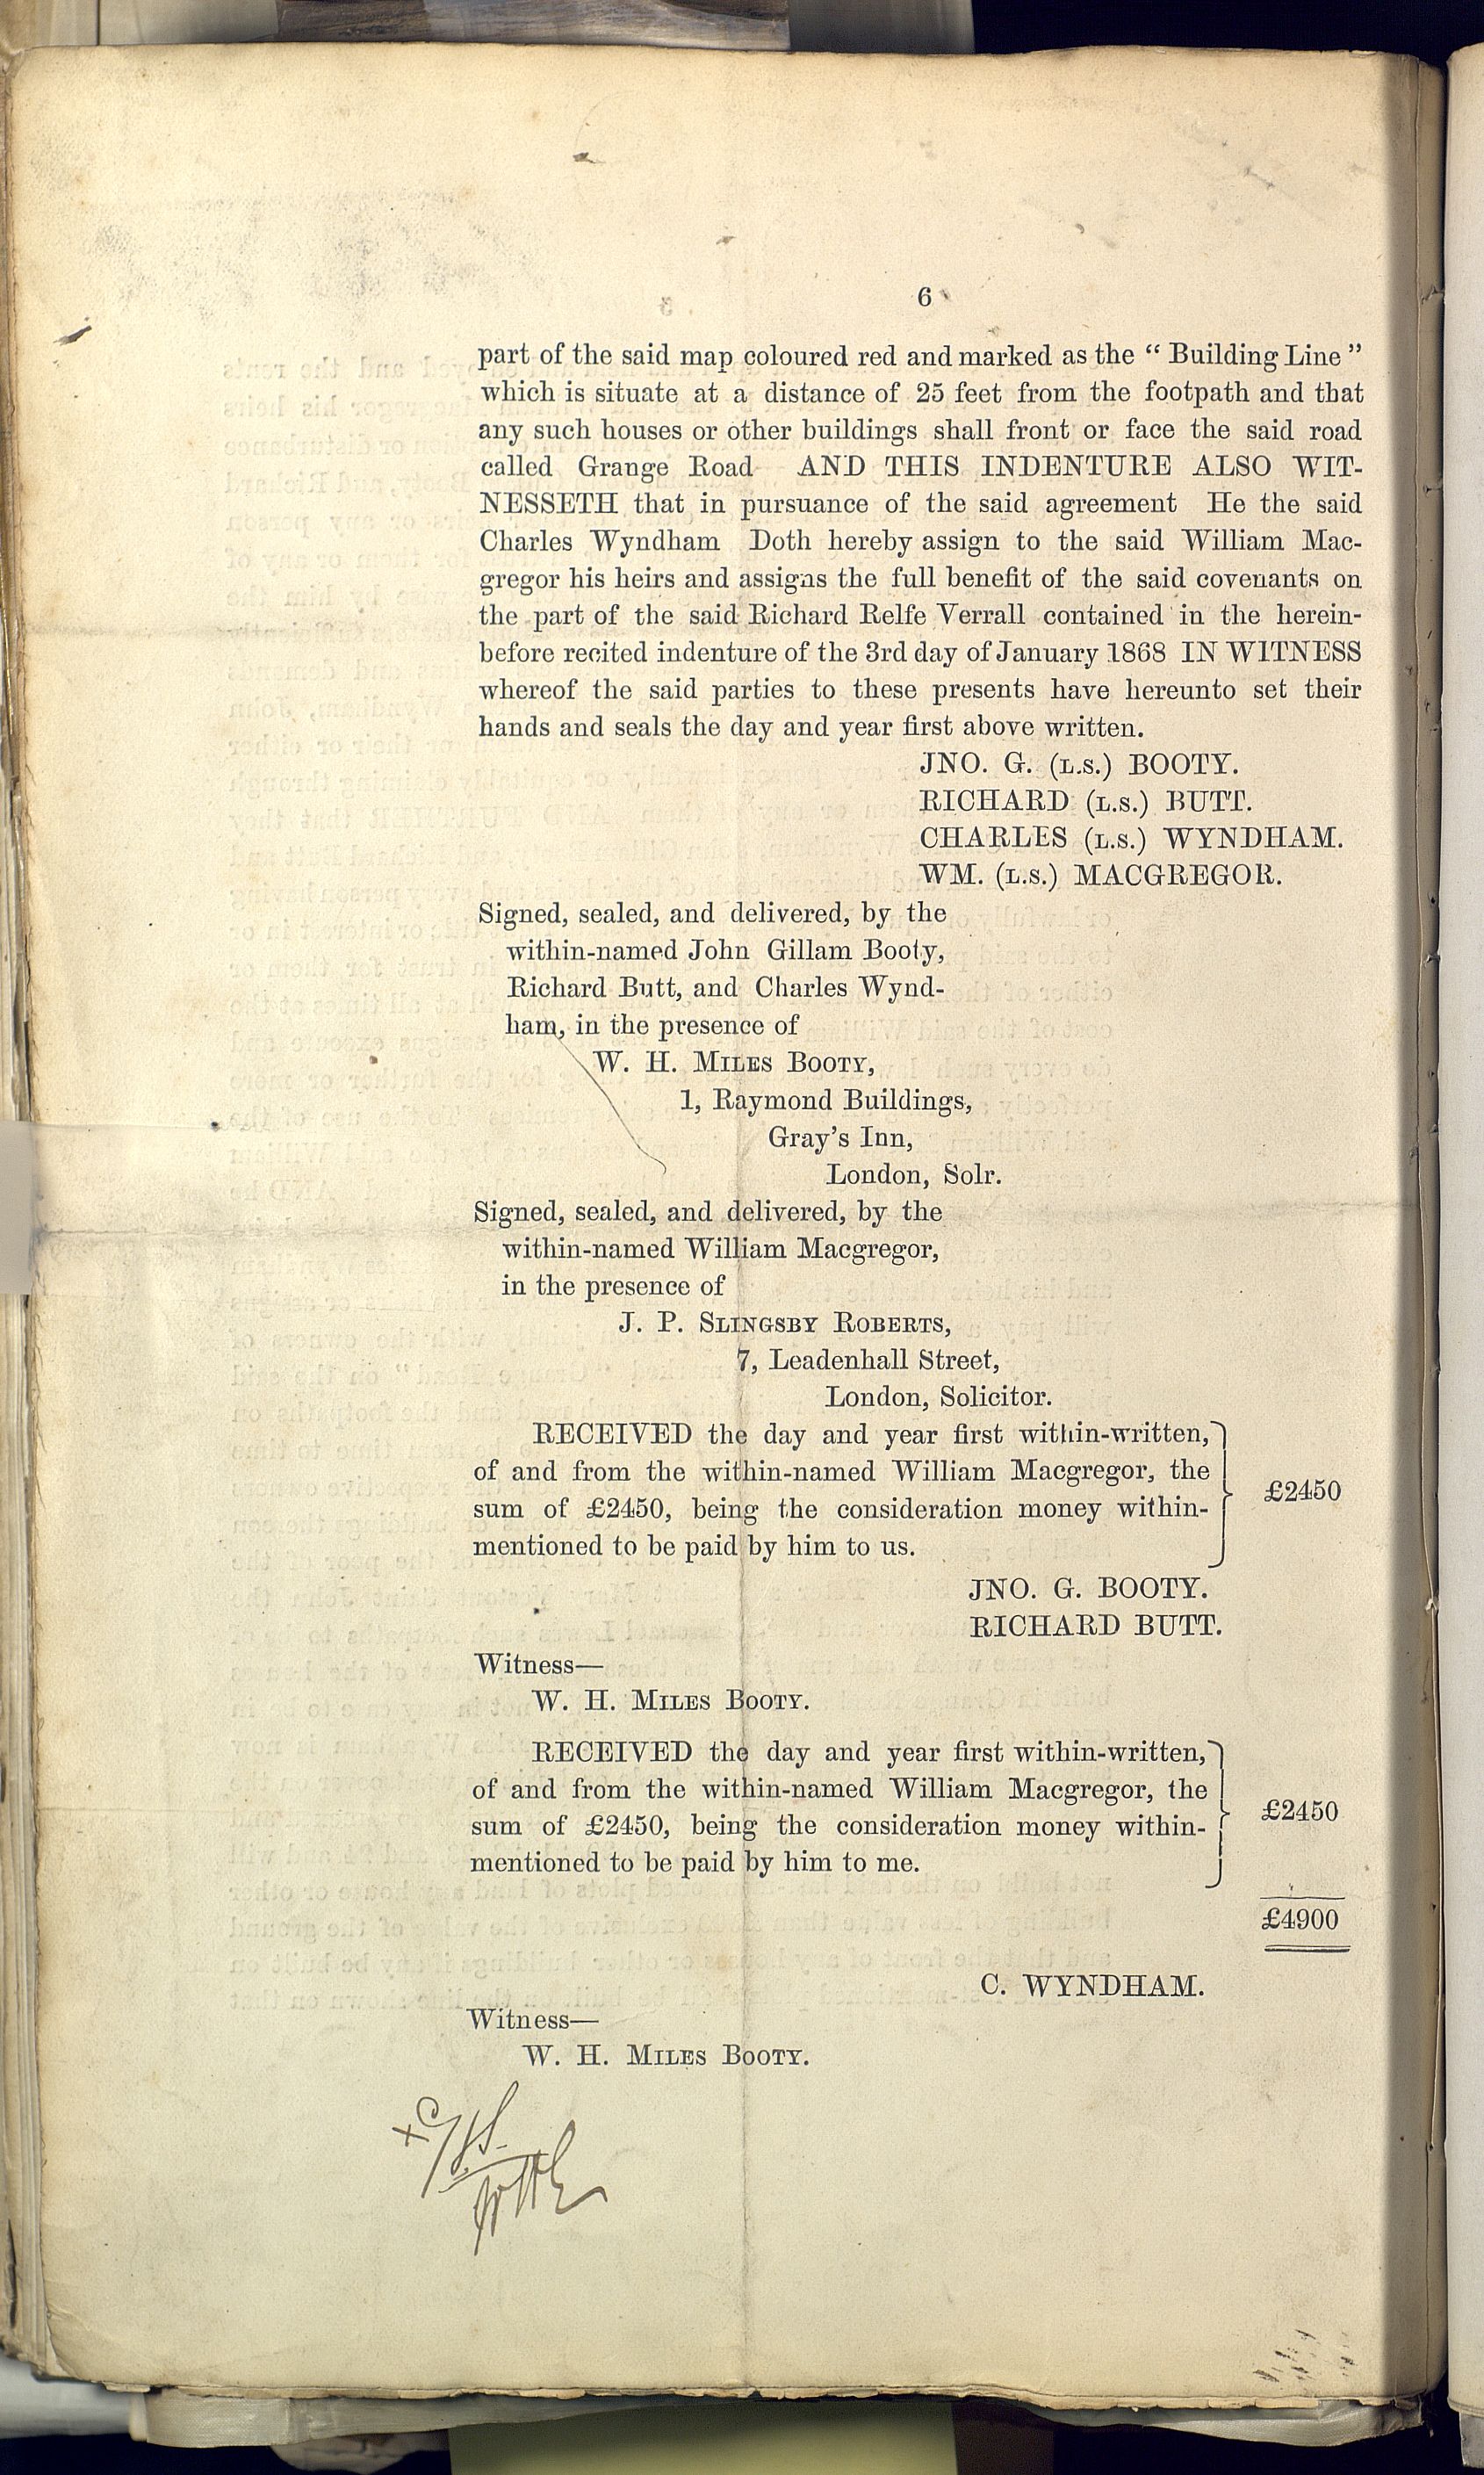 6
part of the said map coloured red and marked as the “ Building Line ”
which is situate at a distance of 25 feet from the footpath and that
any such houses or other buildings shall front or face the said road
called Grange Road AND THIS INDENTURE ALSO WIT-
NESSETH that in pursuance of the said agreement He the said
Charles Wyndham Doth hereby assign to the said William Mac-
gregor his heirs and assigns the full benefit of the said covenants on
the part of the said Richard Relfe Verrall contained in the herein-
before recited indenture of the 3rd day of January 1868 IN WITNESS
whereof the said parties to these presents have hereunto set their
hands and seals the day and year first above written.
JNO. G. (L.S.) BOOTY.
RICHARD (L.S.) BUTT.
CHARLES (L.S.) WYNDHAM.
WM. (L.S.) MACGREGOR.
Signed, sealed, and delivered, by the
within-named John Gillam Booty,
Richard Butt, and Charles Wynd-
ham, in the presence of
W. H. MILES BOOTY,
1, Raymond Buildings,
Gray's Inn,
London, Solr.
Signed, sealed, and delivered, by the
within-named William Macgregor,
in the presence of
J. P. SLINGSBY ROBERTS,
7, Leadenhall Street,
London, Solicitor.
RECEIVED the day and year first within-written,
of and from the within-named William Macgregor, the
sum of £2450, being the consideration money within-
mentioned to be paid by him to us.
£2450
JNO. G. BOOTY.
RICHARD BUTT.
Witness—
W. H. MILES BOOTY.
RECEIVED the day and year first within-written,
of and from the within-named William Macgregor, the
sum of £2450, being the consideration money within-
mentioned to be paid by him to me.
£2450
£4900
C. WYNDHAM.
Witness—
W. H. MILES BOOTY.